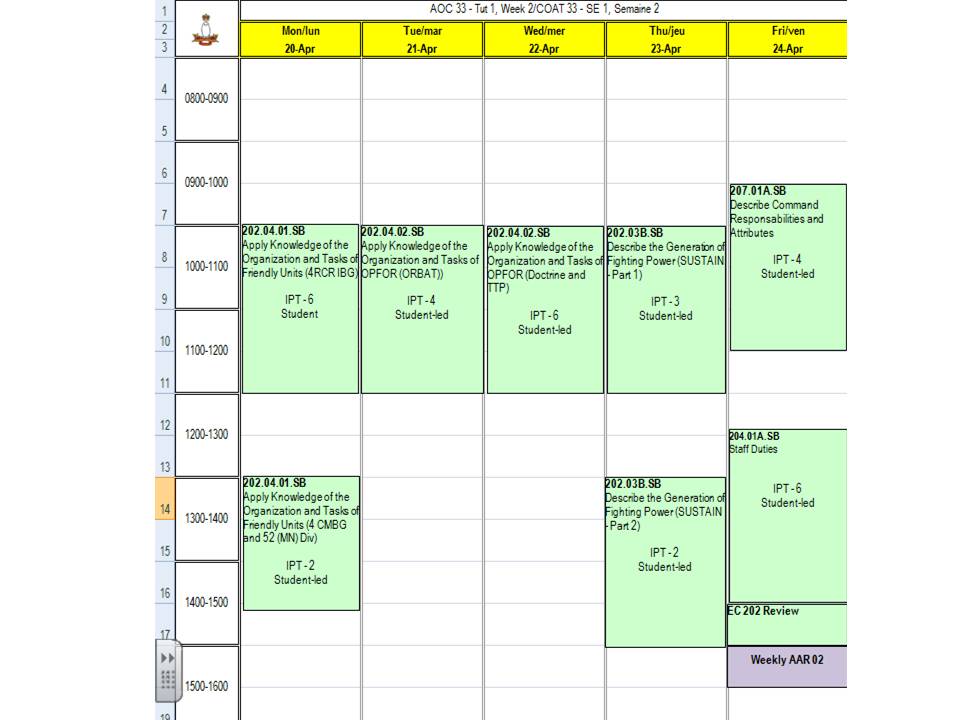 AOC 33 - Tut 1, Week 2/COAT 33 - SE 1, Semaine 2
Mon/lun
20-Apr
Tue/mar
21-Apr
Wed/mer
22-Apr
Thu/jeu
23-Apr
Fri/ven
24-Apr
1
2
3
4
5
6
7
8
9
10
11
12
13
14
15
16
17
19
0800-0900
0900-1000
1000-1100
1100-1200
1200-1300
1300-1400
1400-1500
1500-1600
202.04.01.SB
Apply Knowledge of the
Organization and Tasks of
Friendly Units (4RCR IBG)
IPT - 6
Student
202.04.02.SB
Apply Knowledge of the
Organization and Tasks of
OPFOR (ORBAT))
IPT - 4
Student-led
202.04.02.SB
Apply Knowledge of the
Organization and Tasks of
OPFOR (Doctrine and
TTP)
IPT - 6
Student-led
202.03B.SB
Describe the Generation of
Fighting Power (SUSTAIN
- Part 1)
IPT - 3
Student-led
207.01A.SB
Describe Command
Responsabilities and
Attributes
IPT - 4
Student-led
202.04.01.SB
Apply Knowledge of the
Organization and Tasks of
Friendly Units (4 CMBG
and 52 (MN) Div)
IPT - 2
Student-led
202.03B.SB
Describe the Generation of
Fighting Power (SUSTAIN
- Part 2)
IPT - 2
Student-led
204.01A.SB
Staff Duties
IPT - 6
Student-led
EC 202 Review
Weekly AAR 02